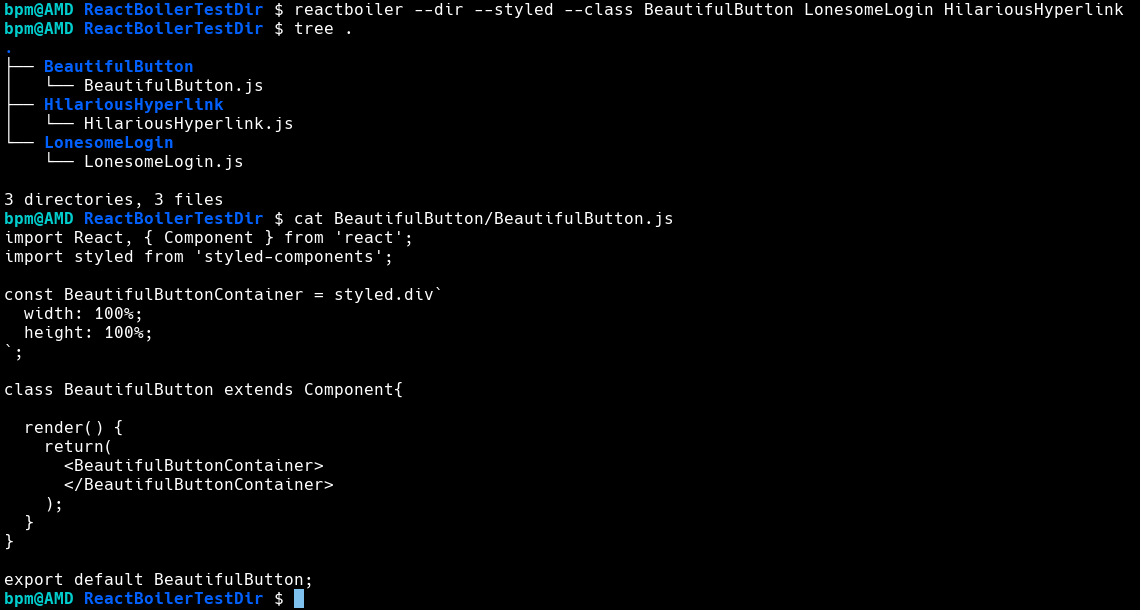 bpm@AMD ReactBoilerTestDir $ reactboiler --dir --styled --class BeautifulButton LonesomeLogin HilariousHyperlink
bpm@AMD ReactBoilerTestDir $ tree .
.
├── BeautifulButton
│   └── BeautifulButton.js
├── HilariousHyperlink
│   └── HilariousHyperlink.js
└── LonesomeLogin
    └── LonesomeLogin.js

3 directories, 3 files
bpm@AMD ReactBoilerTestDir $ cat BeautifulButton/BeautifulButton.js
import React, { Component } from 'react';
import styled from 'styled-components';

const BeautifulButtonContainer = styled.div`
  width: 100%;
  height: 100%;
`;

class BeautifulButton extends Component{

  render() {
    return(
      <BeautifulButtonContainer>
      </BeautifulButtonContainer>
    );
  }
}

export default BeautifulButton;
bpm@AMD ReactBoilerTestDir $